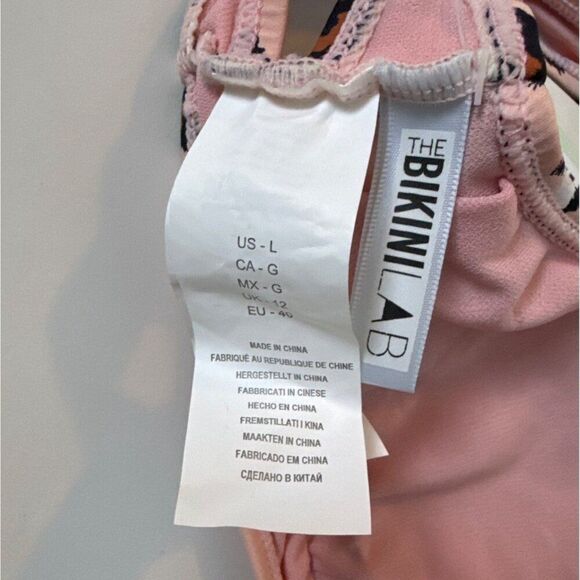 US - L
CA - G
MX - G
UK - 12
EU - 40
MADE IN CHINA
FABRIQUÉ AU REPUBLIQUE DE CHINE
HERGESTELLT IN CHINA
FABBRICATI IN CINESE
HECHO EN CHINA
FREMSTILLATI I KINA
MAAKTEN IN CHINA
FABRICADO EM CHINA
СДЕЛАНО В КИТАЙ
THE
BIKINI
LAB